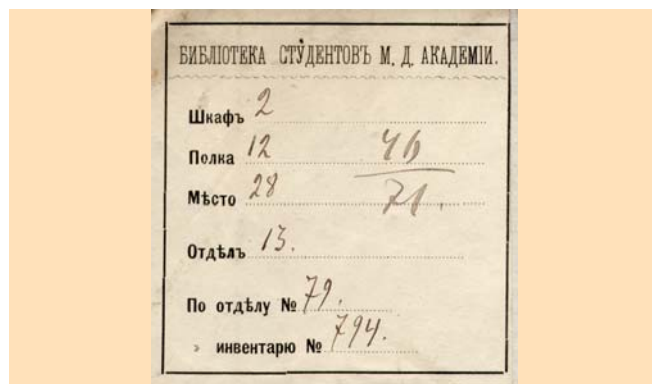 БИБЛІОТЕКА СТУДЕНТОВЪ М. Д. АКАДЕМІИ.
Шкафъ 2
Полка 12
Мѣсто 28
71.
Отдѣлъ 13.
По отдѣлу № 79.
» инвентарю № 794.